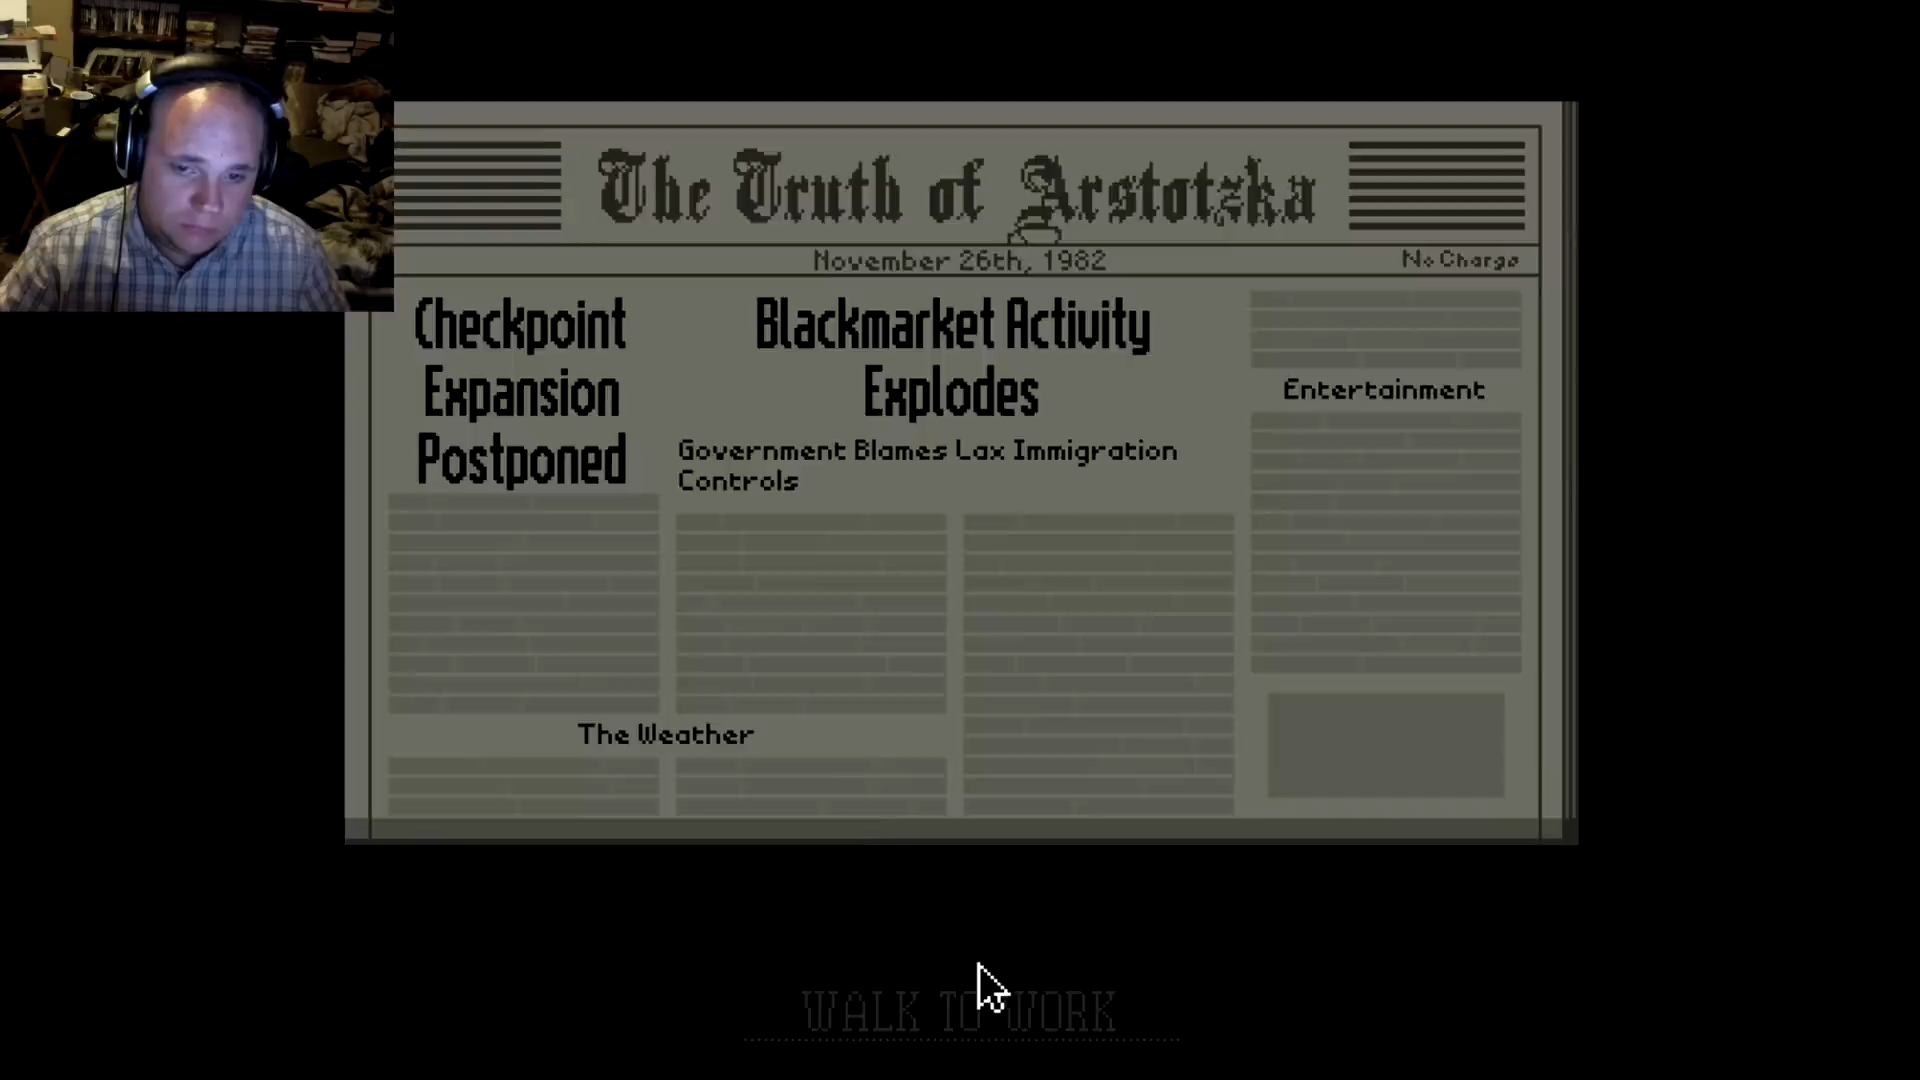 The Truth of Arstotzka
November 26th, 1982
No Charge
Checkpoint
Expansion
Postponed
Blackmarket Activity
Explodes
Government Blames Lax Immigration
Controls
Entertainment
The Weather
WALK TO WORK